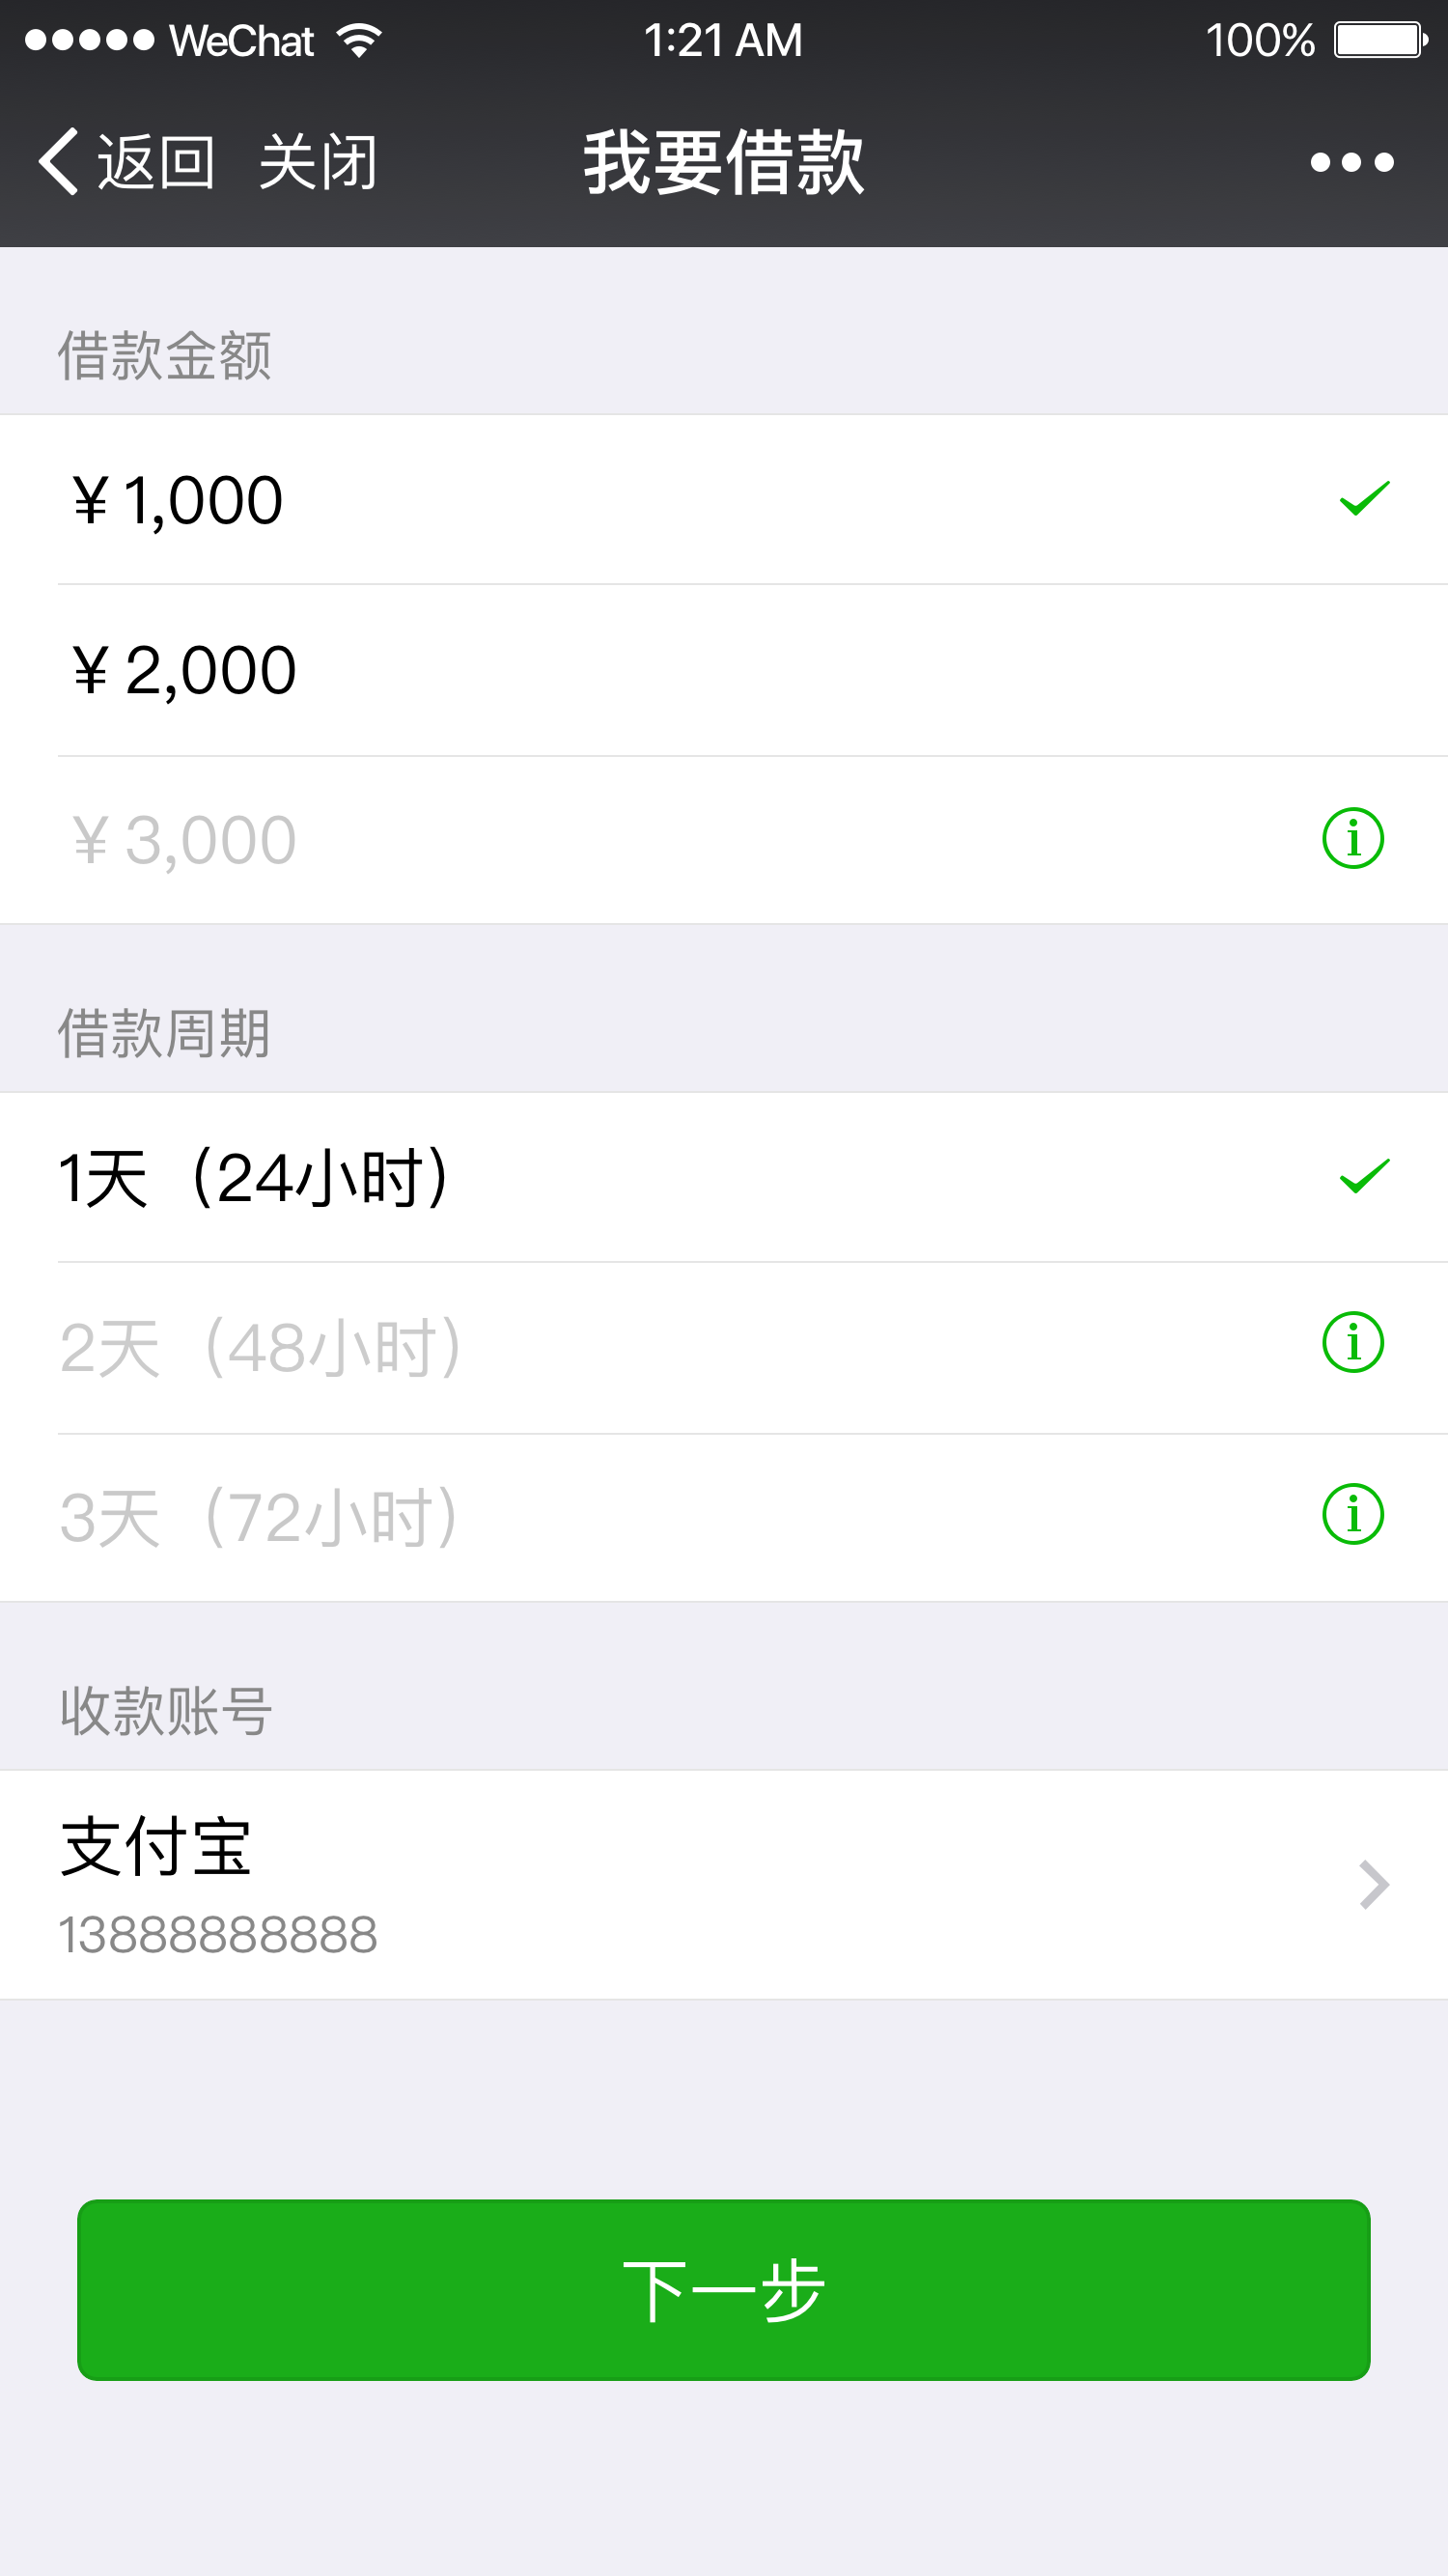 WeChat 1:21 AM 100%
返回 关闭 我要借款
借款金额
¥ 1,000
¥ 2,000
¥ 3,000
借款周期
1天（24小时）
2天（48小时）
3天（72小时）
收款账号
支付宝
13888888888
下一步